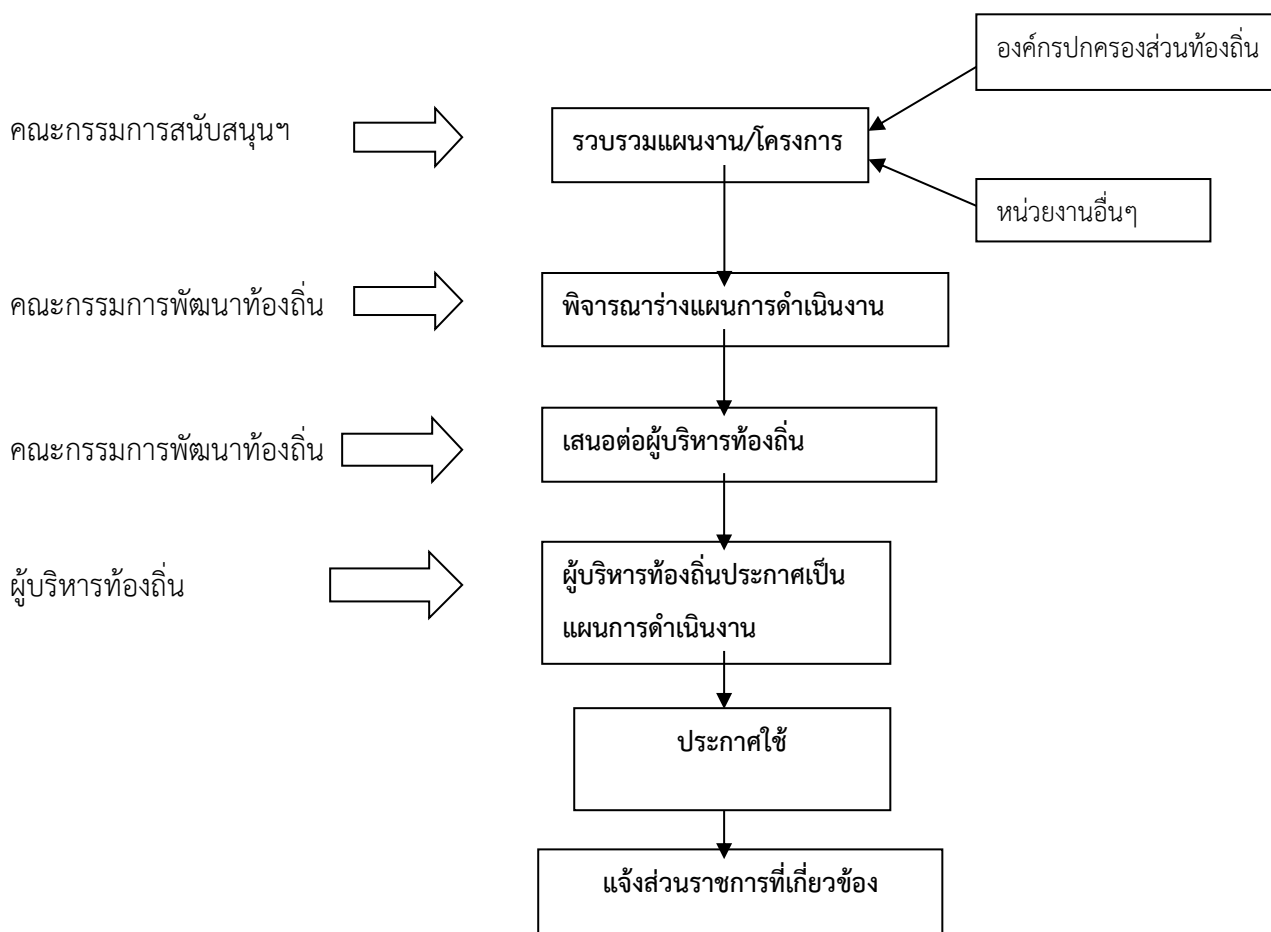 องค์กรปกครองส่วนท้องถิ่น
คณะกรรมการสนับสนุนฯ
รวบรวมแผนงาน/โครงการ
หน่วยงานอื่นๆ
คณะกรรมการพัฒนาท้องถิ่น
พิจารณาร่างแผนการดำเนินงาน
คณะกรรมการพัฒนาท้องถิ่น
เสนอต่อผู้บริหารท้องถิ่น
ผู้บริหารท้องถิ่น
ผู้บริหารท้องถิ่นประกาศเป็น
แผนการดำเนินงาน
ประกาศใช้
แจ้งส่วนราชการที่เกี่ยวข้อง